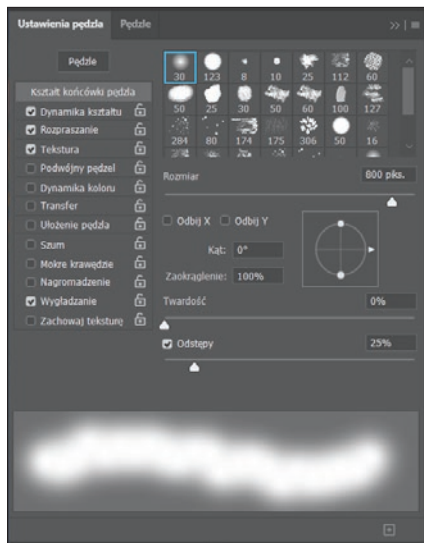 Ustawienia pędzla Pędzle
Pędzle
30 123 8 10 25 112 60
Kształt końcówki pędzla
50 25 30 50 60 100 127
Dynamika kształtu
Rozpraszanie
284 80 174 175 306 50 16
Tekstura
Podwójny pędzel
Rozmiar 800 piks.
Dynamika koloru
Transfer
Odbij X Odbij Y
Ułożenie pędzla
Szum
Kąt: 0°
Mokre krawędzie
Zaokrąglenie: 100%
Nagromadzenie
Wygładzanie
Twardość 0%
Zachowaj teksturę
Odstępy 25%